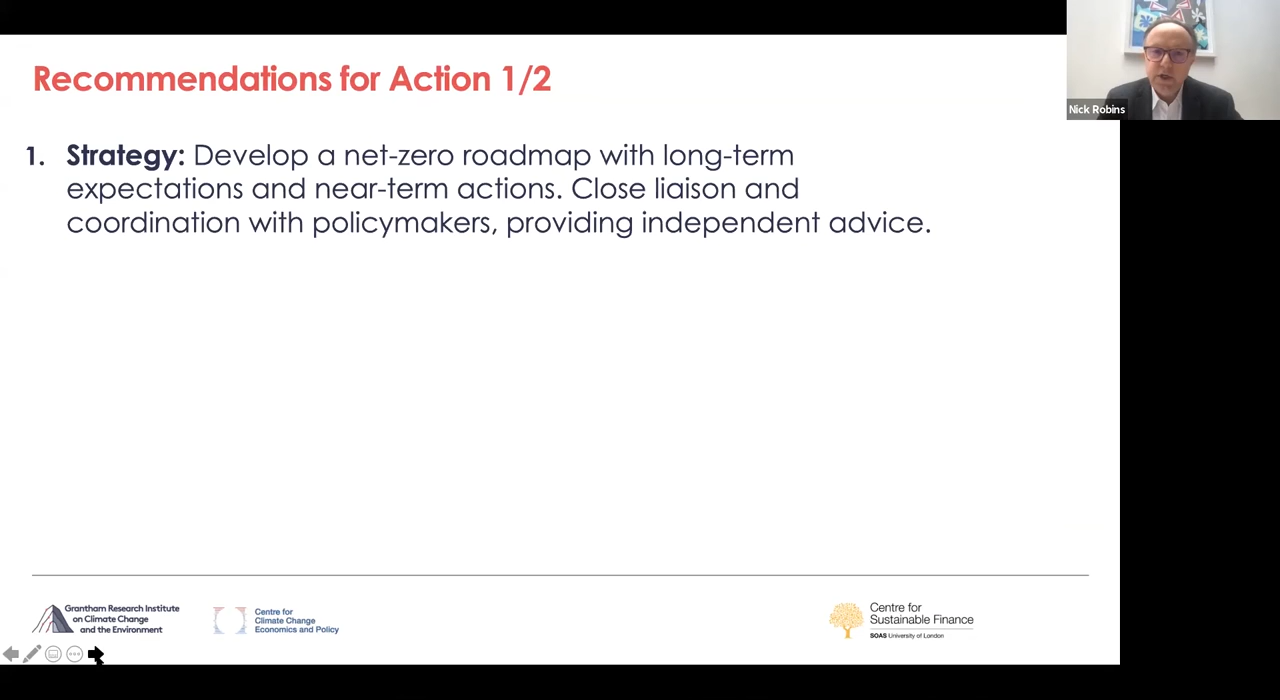 Recommendations for Action 1/2
Nick Robins
1. Strategy: Develop a net-zero roadmap with long-term
expectations and near-term actions. Close liaison and
coordination with policymakers, providing independent advice.
Grantham Research Institute
on Climate Change
and the Environment
Centre for
Climate Change
Economics and Policy
Centre for
Sustainable Finance
SOAS University of London